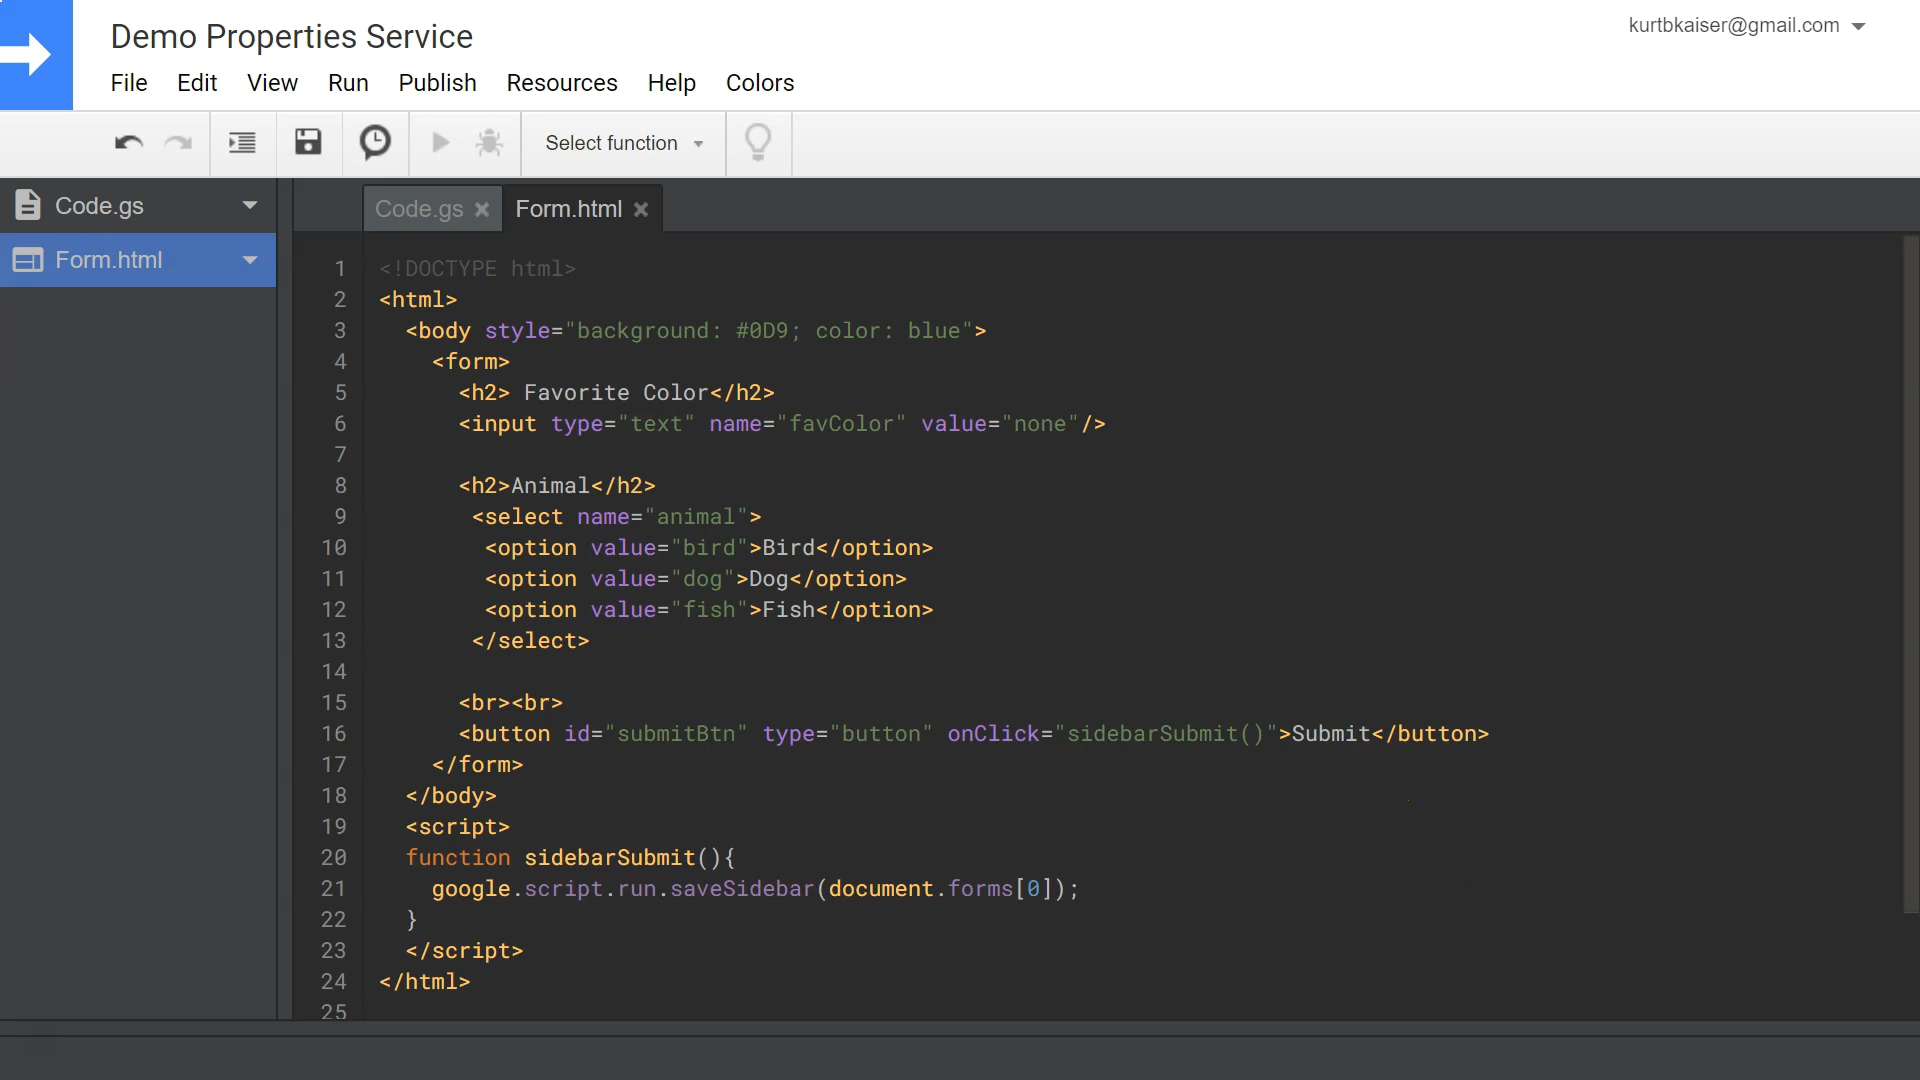 Demo Properties Service
kurtbkaiser@gmail.com
File Edit View Run Publish Resources Help Colors
Select function
Code.gs
Form.html
Code.gs Form.html
1 <!DOCTYPE html>
2 <html>
3   <body style="background: #0D9; color: blue">
4     <form>
5       <h2> Favorite Color</h2>
6       <input type="text" name="favColor" value="none"/>
7
8       <h2>Animal</h2>
9        <select name="animal">
10         <option value="bird">Bird</option>
11         <option value="dog">Dog</option>
12         <option value="fish">Fish</option>
13        </select>
14
15       <br><br>
16       <button id="submitBtn" type="button" onClick="sidebarSubmit()">Submit</button>
17     </form>
18   </body>
19   <script>
20   function sidebarSubmit(){
21     google.script.run.saveSidebar(document.forms[0]);
22   }
23   </script>
24 </html>
25